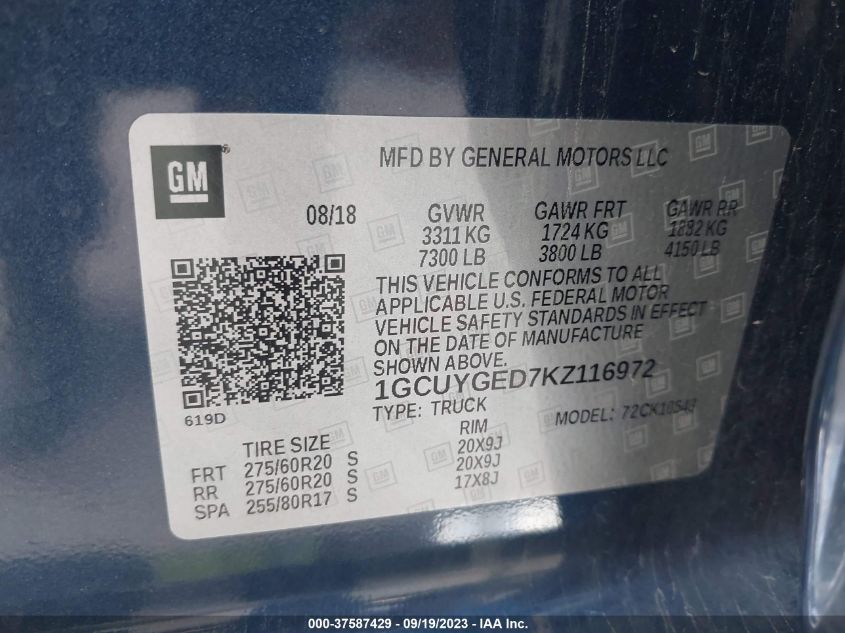 GM
MFD BY GENERAL MOTORS LLC
08/18
GVWR GAWR FRT GAWR RR
3311 KG 1724 KG 1882 KG
7300 LB 3800 LB 4150 LB
THIS VEHICLE CONFORMS TO ALL
APPLICABLE U.S. FEDERAL MOTOR
VEHICLE SAFETY STANDARDS IN EFFECT
ON THE DATE OF MANUFACTURE
SHOWN ABOVE.
1GCUYGED7KZ116972
TYPE: TRUCK MODEL: 72CK10543
619D
TIRE SIZE RIM
FRT 275/60R20 S 20X9J
RR 275/60R20 S 20X9J
SPA 255/80R17 S 17X8J
000-37587429 - 09/19/2023 - IAA Inc.